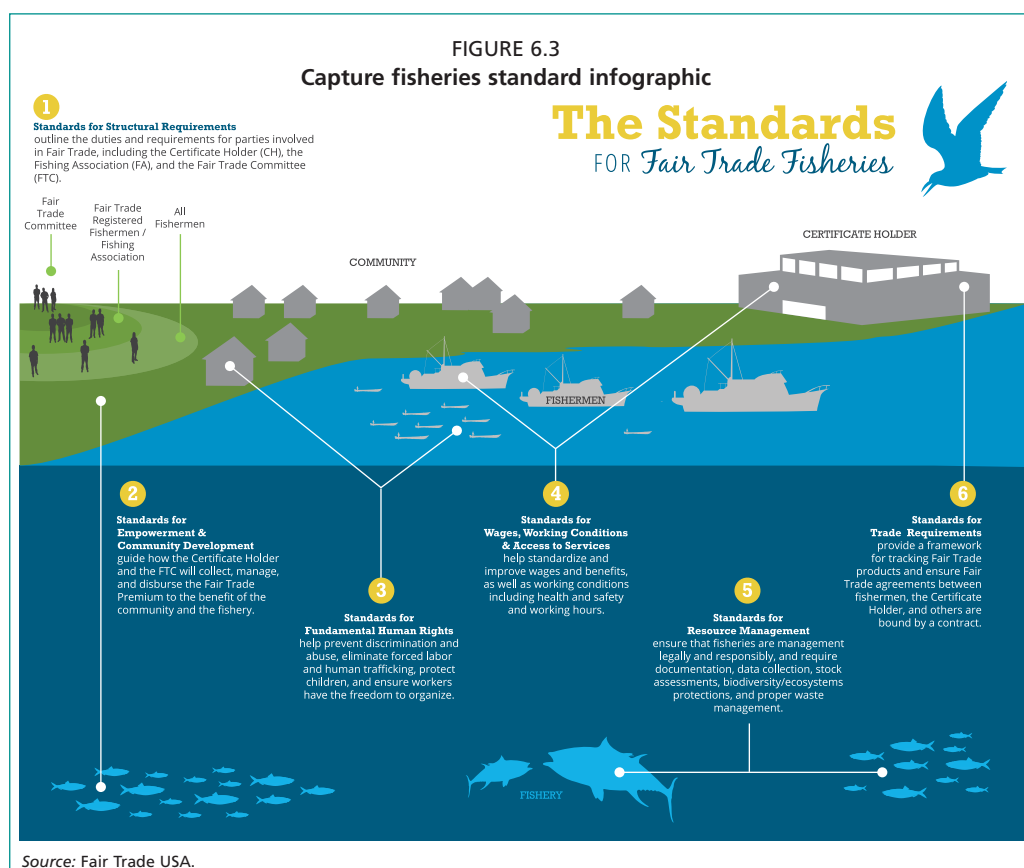 FIGURE 6.3
Capture fisheries standard infographic
1
Standards for Structural Requirements
outline the duties and requirements for parties involved
in Fair Trade, including the Certificate Holder (CH), the
Fishing Association (FA), and the Fair Trade Committee
(FTC).
The Standards
FOR Fair Trade Fisheries
Fair
Trade
Committee
Fair Trade
Registered
Fishermen /
Fishing
Association
All
Fishermen
COMMUNITY
CERTIFICATE HOLDER
FISHERMEN
2
Standards for
Empowerment &
Community Development
guide how the Certificate Holder
and the FTC will collect, manage,
and disburse the Fair Trade
Premium to the benefit of the
community and the fishery.
3
Standards for
Fundamental Human Rights
help prevent discrimination and
abuse, eliminate forced labor
and human trafficking, protect
children, and ensure workers
have the freedom to organize.
4
Standards for
Wages, Working Conditions
& Access to Services
help standardize and
improve wages and benefits,
as well as working conditions
including health and safety
and working hours.
5
Standards for
Resource Management
ensure that fisheries are management
legally and responsibly, and require
documentation, data collection, stock
assessments, biodiversity/ecosystems
protections, and proper waste
management.
6
Standards for
Trade Requirements
provide a framework
for tracking Fair Trade
products and ensure Fair
Trade agreements between
fishermen, the Certificate
Holder, and others are
bound by a contract.
FISHERY
Source: Fair Trade USA.